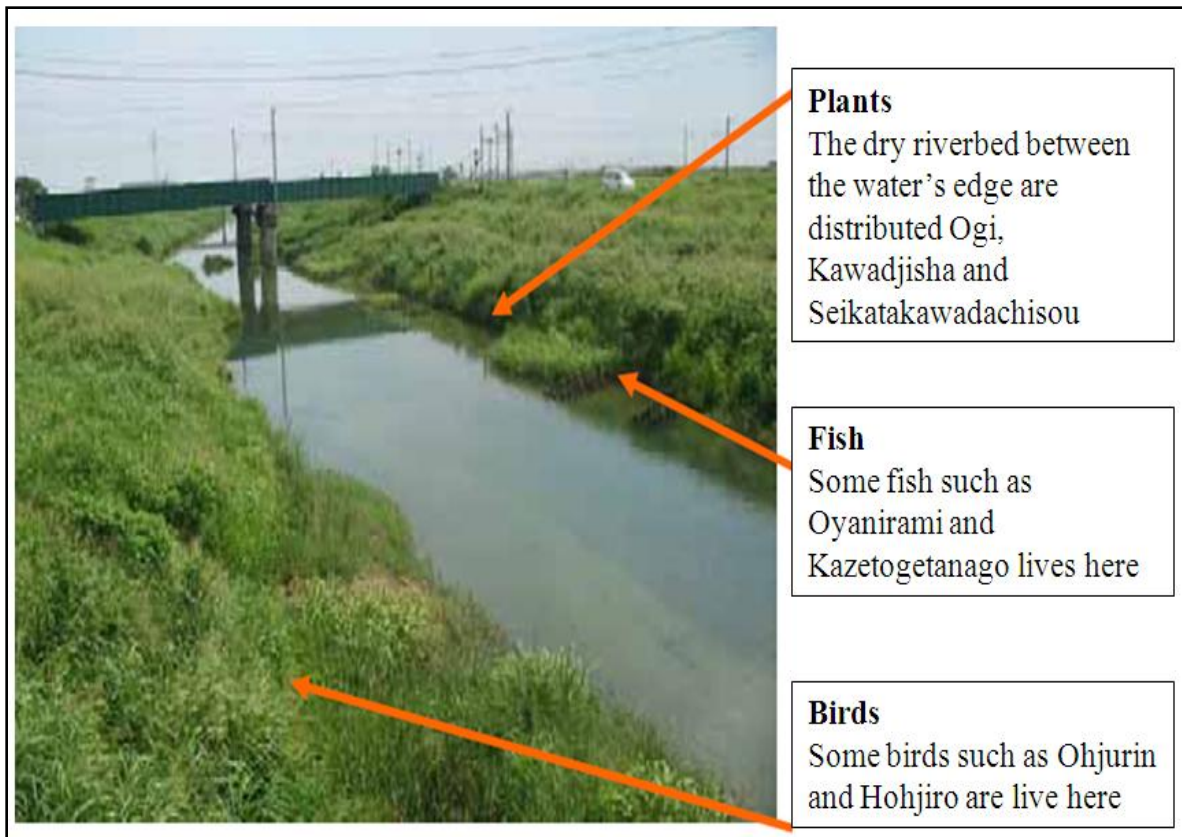 Plants
The dry riverbed between
the water's edge are
distributed Ogi,
Kawadjisha and
Seikatakawadachisou
Fish
Some fish such as
Oyanirami and
Kazetogetanago lives here
Birds
Some birds such as Ohjurin
and Hohjiro are live here